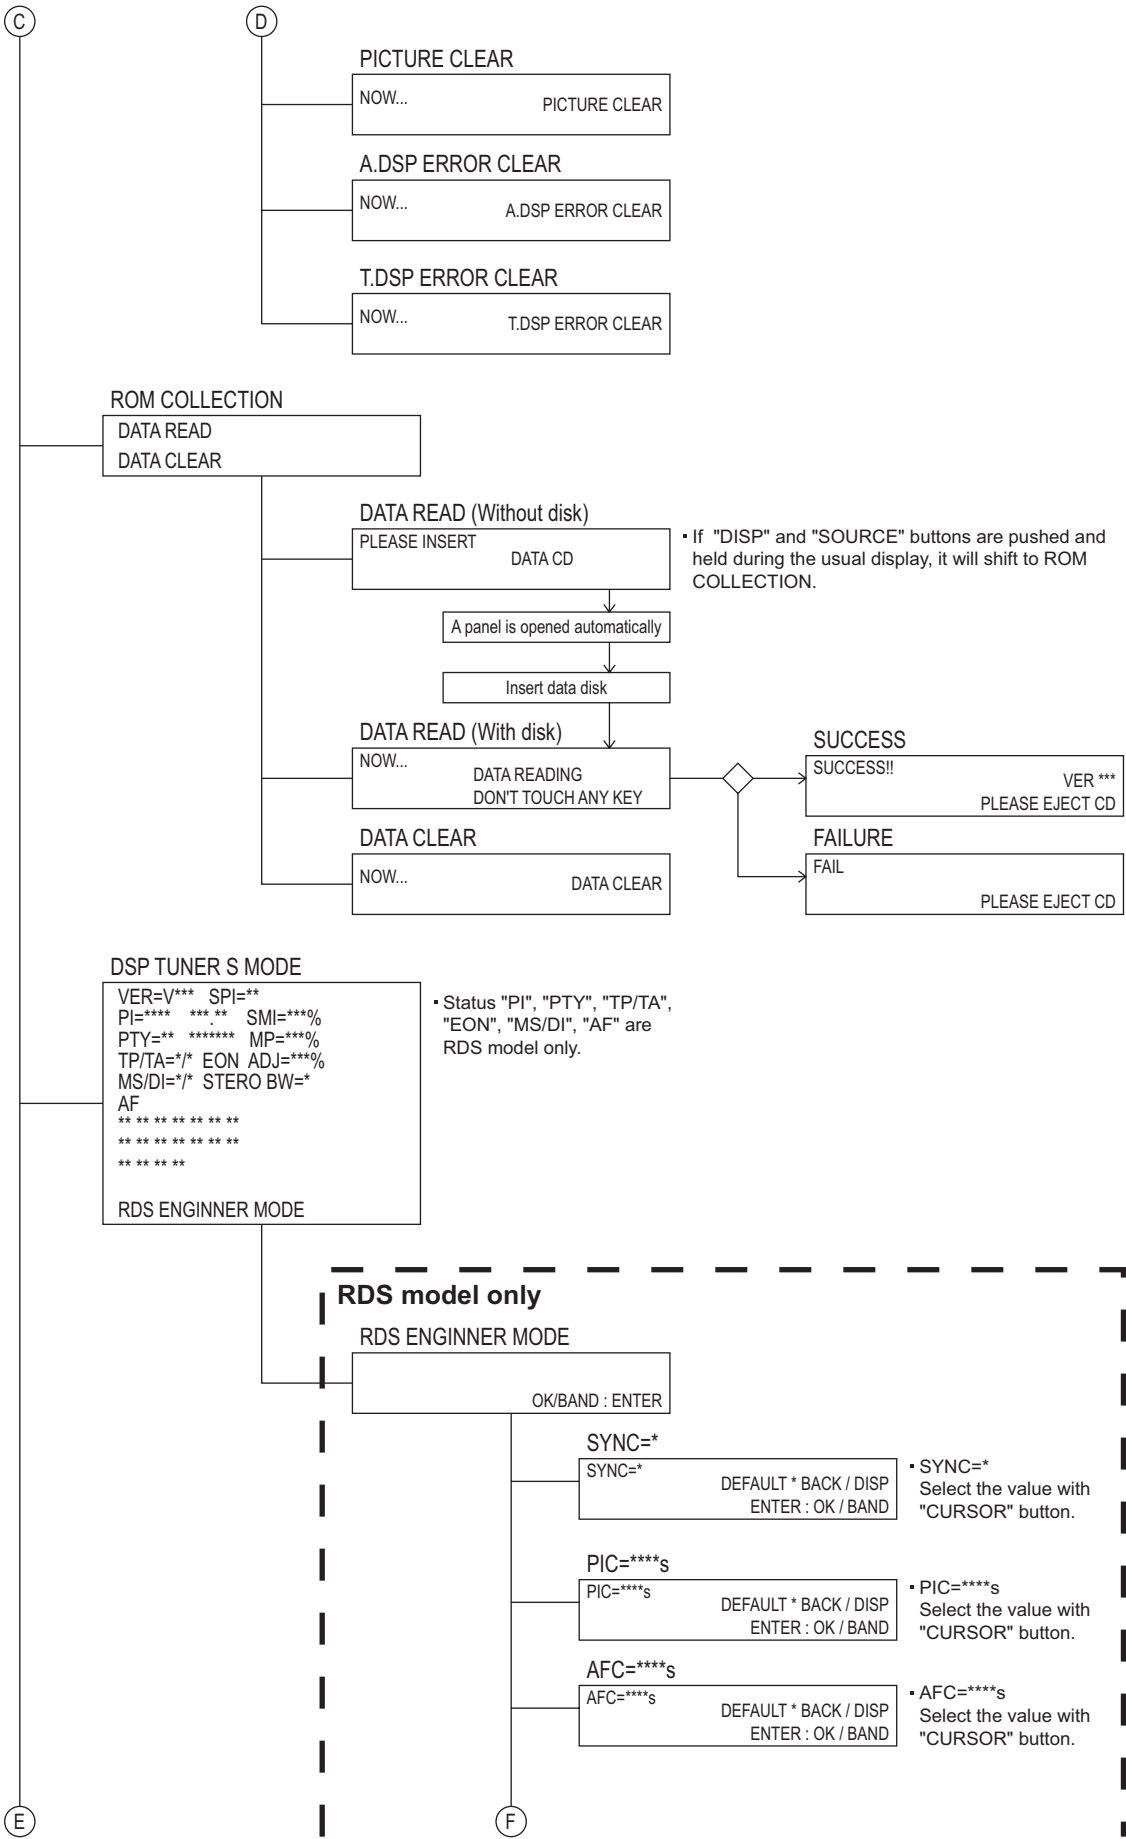 C
D
PICTURE CLEAR
NOW...
PICTURE CLEAR
A.DSP ERROR CLEAR
NOW...
A.DSP ERROR CLEAR
T.DSP ERROR CLEAR
NOW...
T.DSP ERROR CLEAR
ROM COLLECTION
DATA READ
DATA CLEAR
DATA READ (Without disk)
PLEASE INSERT
DATA CD
▪ If "DISP" and "SOURCE" buttons are pushed and
held during the usual display, it will shift to ROM
COLLECTION.
A panel is opened automatically
Insert data disk
DATA READ (With disk)
NOW...
DATA READING
DON'T TOUCH ANY KEY
SUCCESS
SUCCESS!!
VER ***
PLEASE EJECT CD
FAILURE
FAIL
PLEASE EJECT CD
DATA CLEAR
NOW...
DATA CLEAR
DSP TUNER S MODE
VER=V*** SPI=**
PI=**** ***.** SMI=***%
PTY=** ******* MP=***%
TP/TA=*/* EON ADJ=***%
MS/DI=*/* STERO BW=*
AF
** ** ** ** ** ** **
** ** ** ** ** ** **
** ** ** **
RDS ENGINNER MODE
▪ Status "PI", "PTY", "TP/TA",
"EON", "MS/DI", "AF" are
RDS model only.
RDS model only
RDS ENGINNER MODE
OK/BAND : ENTER
SYNC=*
SYNC=*
DEFAULT * BACK / DISP
ENTER : OK / BAND
▪ SYNC=*
Select the value with
"CURSOR" button.
PIC=****s
PIC=****s
DEFAULT * BACK / DISP
ENTER : OK / BAND
▪ PIC=****s
Select the value with
"CURSOR" button.
AFC=****s
AFC=****s
DEFAULT * BACK / DISP
ENTER : OK / BAND
▪ AFC=****s
Select the value with
"CURSOR" button.
E
F